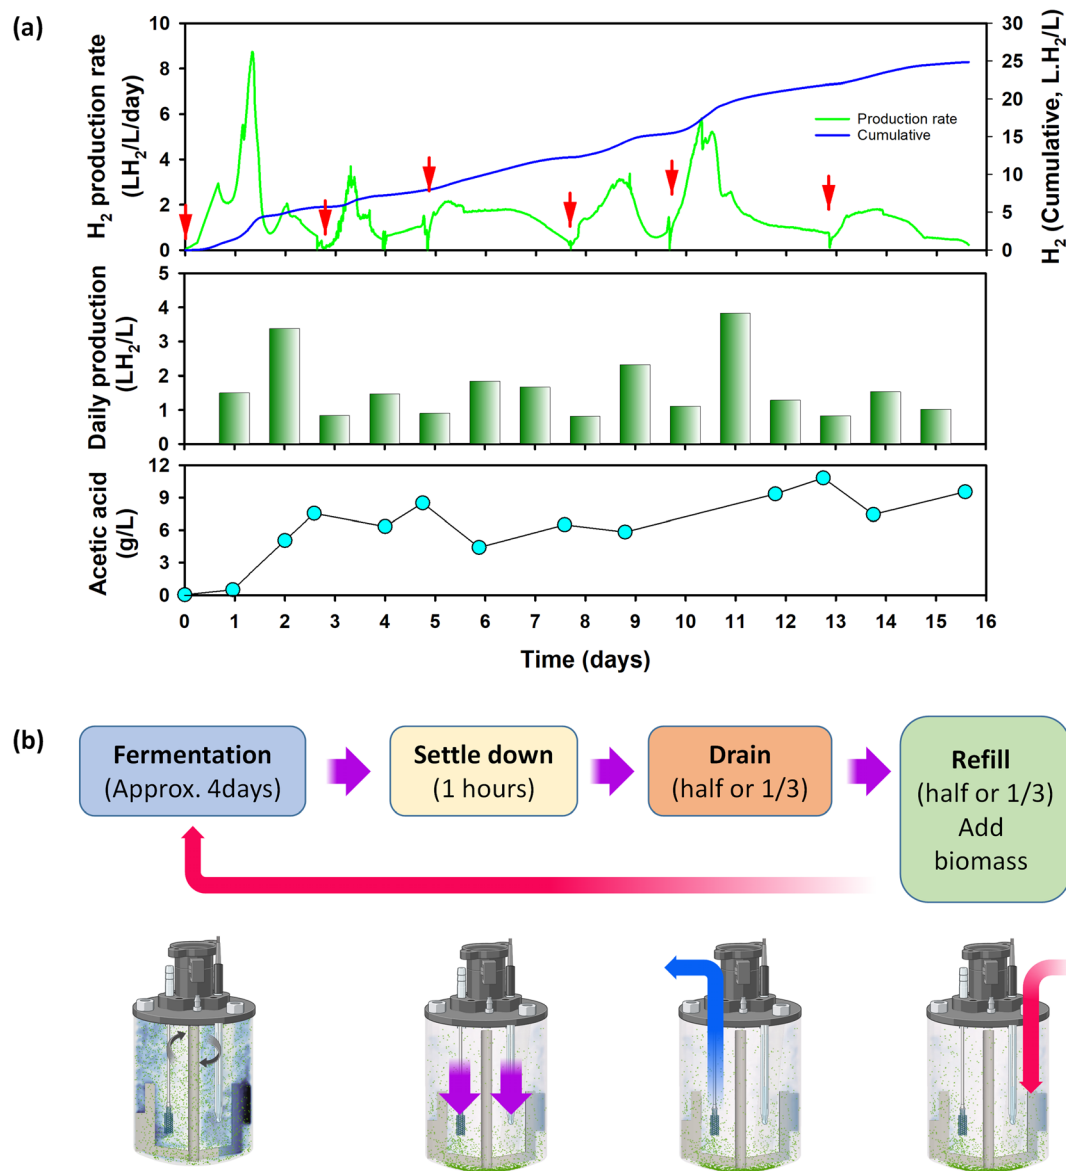 (a)
H₂ production rate
(LH₂/L/day)
10
8
6
4
2
0
Production rate
Cumulative
30
25
20
15
10
5
0
H₂ (Cumulative, L.H₂/L)
Daily production
(LH₂/L)
5
4
3
2
1
0
Acetic acid
(g/L)
12
9
6
3
0
0 1 2 3 4 5 6 7 8 9 10 11 12 13 14 15 16
Time (days)
(b)
Fermentation
(Approx. 4days)
Settle down
(1 hours)
Drain
(half or 1/3)
Refill
(half or 1/3)
Add
biomass